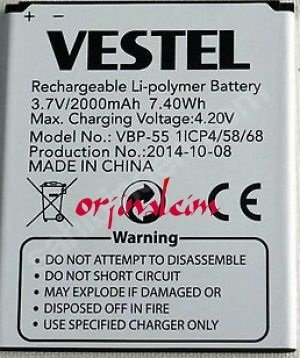 - +
VESTEL
Rechargeable Li-polymer Battery
3.7V/2000mAh 7.40Wh
Max. Charging Voltage:4.20V
Model No.: VBP-55 1ICP4/58/68
Production No.:2014-10-08
MADE IN CHINA
orjinalcim
Warning
• DO NOT ATTEMPT TO DISASSEMBLE
• DO NOT SHORT CIRCUIT
• MAY EXPLODE IF DAMAGED OR
• DISPOSED OFF IN FIRE
• USE SPECIFIED CHARGER ONLY